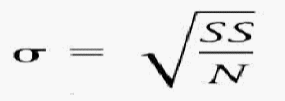 σ = √(SS/N)